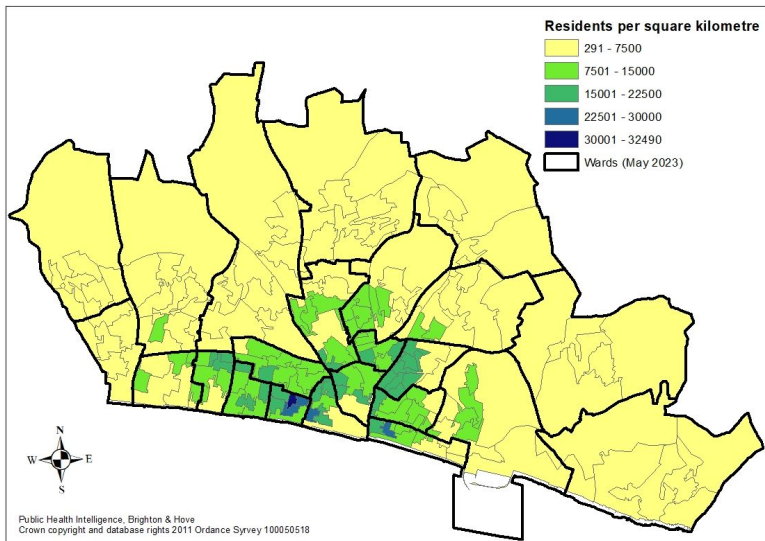 Residents per square kilometre
291 - 7500
7501 - 15000
15001 - 22500
22501 - 30000
30001 - 32490
Wards (May 2023)
N
W E
S
Public Health Intelligence, Brighton & Hove
Crown copyright and database rights 2011 Ordance Syrvey 100050518